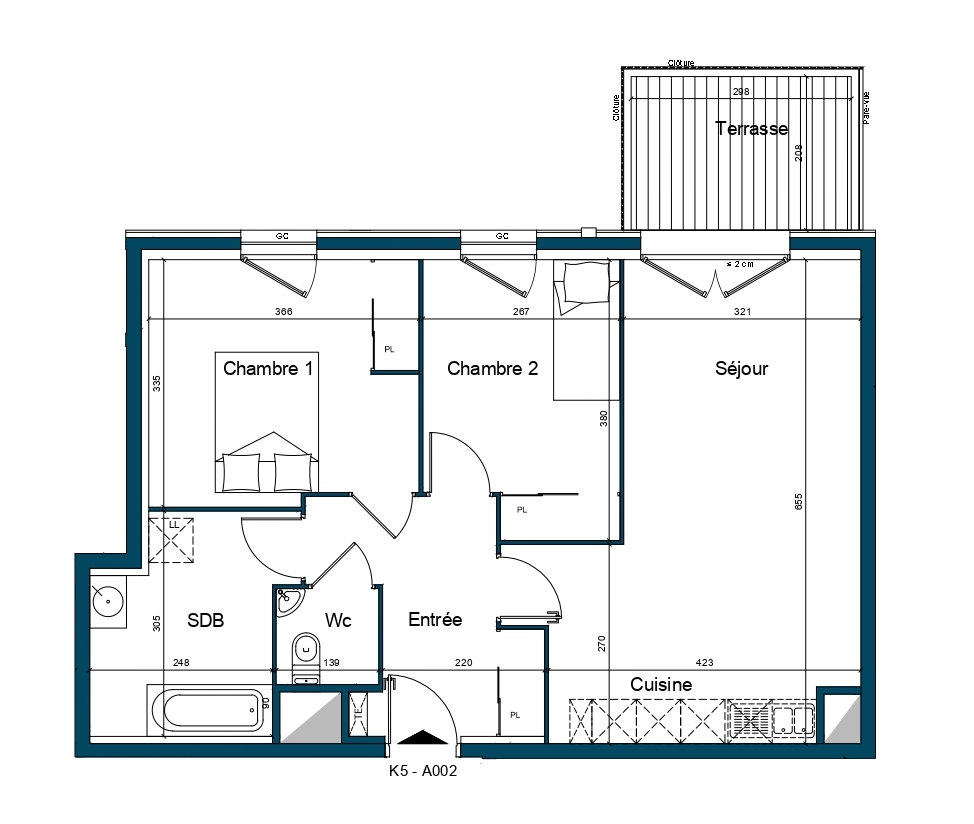 Clôture
Clôture
298
Pare-vue
Terrasse
208
GC
GC
≤ 2 cm
366
267
321
PL
335
Chambre 1
Chambre 2
Séjour
380
655
PL
LL
305
SDB
Wc
Entrée
270
248
139
220
423
Cuisine
90
TE
PL
K5 - A002